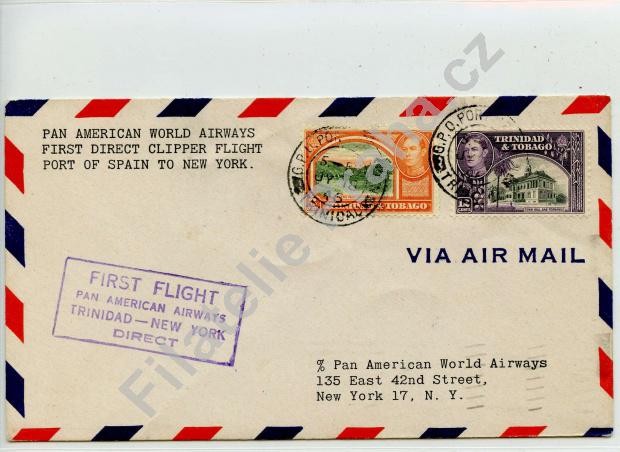 PAN AMERICAN WORLD AIRWAYS
FIRST DIRECT CLIPPER FLIGHT
PORT OF SPAIN TO NEW YORK.
G.P.O. POR
TRINIDAD
& TOBAGO
G.P.O. POR
TRINIDAD
& TOBAGO
VIA AIR MAIL
FIRST FLIGHT
PAN AMERICAN AIRWAYS
TRINIDAD — NEW YORK
DIRECT
% Pan American World Airways
135 East 42nd Street,
New York 17, N. Y.
Filatelie cz